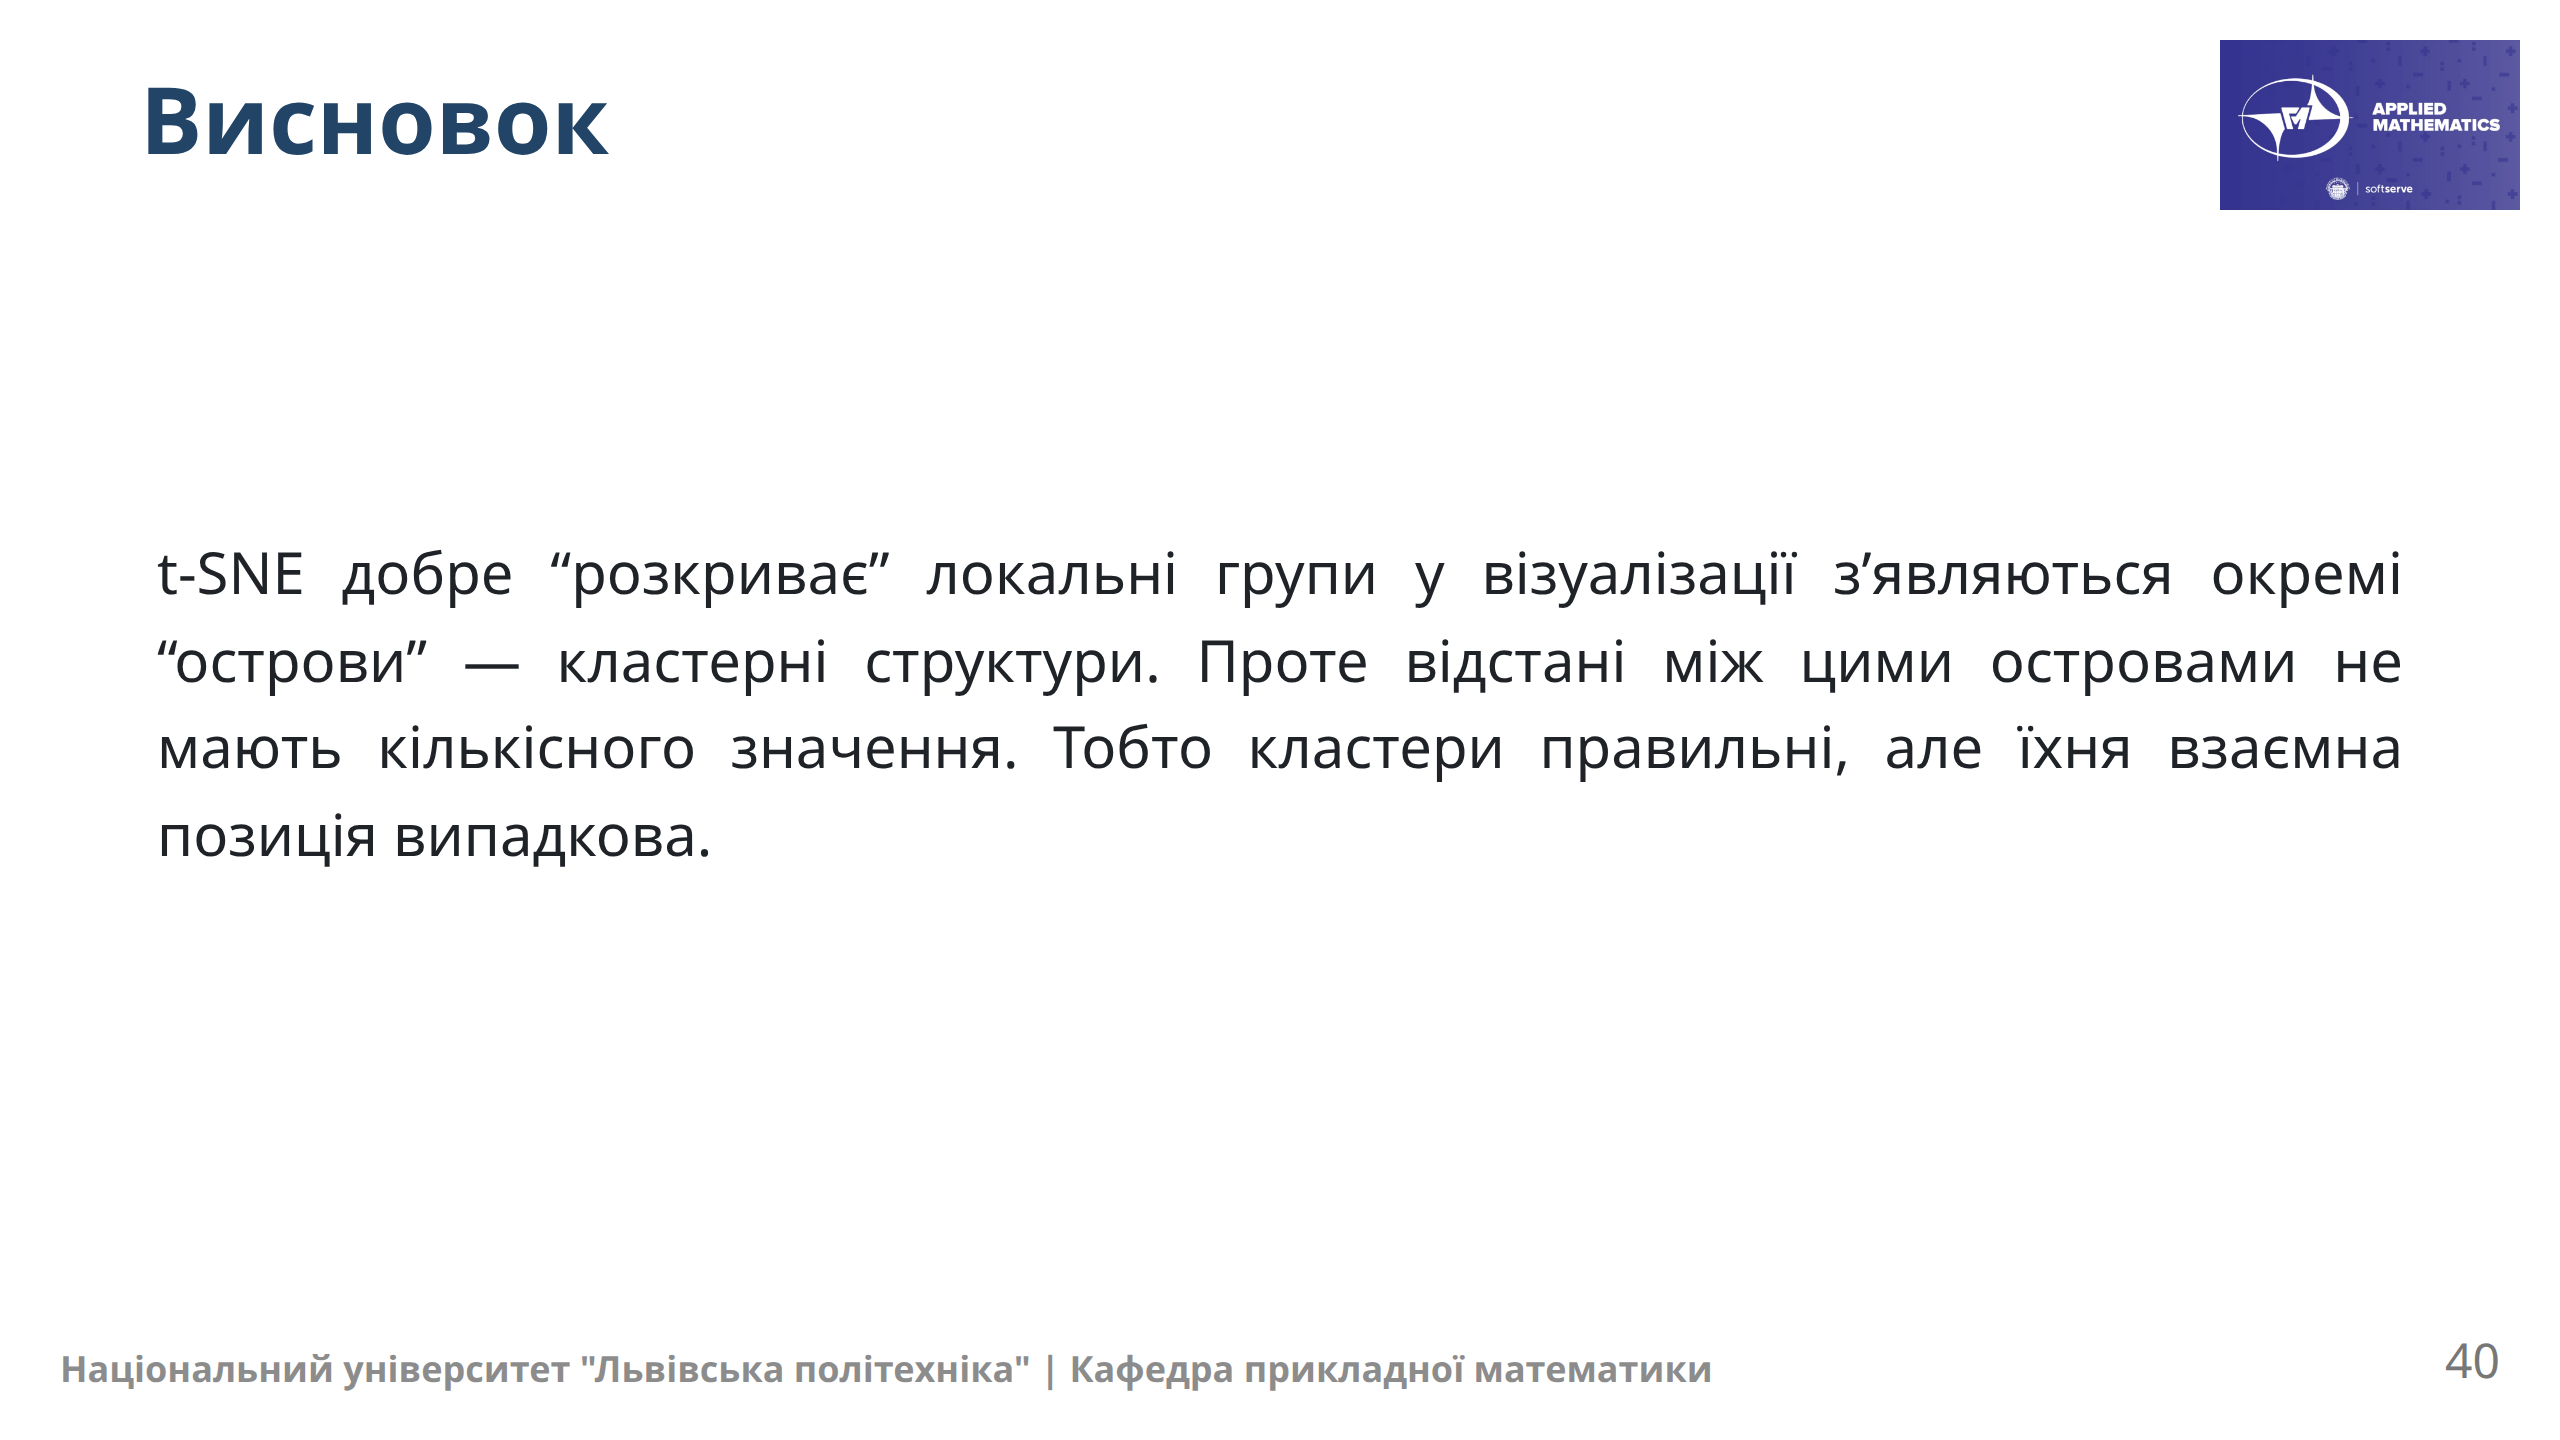 Висновок
APPLIED
MATHEMATICS
softserve
t-SNE добре “розкриває” локальні групи у візуалізації з’являються окремі
“острови” — кластерні структури. Проте відстані між цими островами не
мають кількісного значення. Тобто кластери правильні, але їхня взаємна
позиція випадкова.
Національний університет "Львівська політехніка" | Кафедра прикладної математики
40